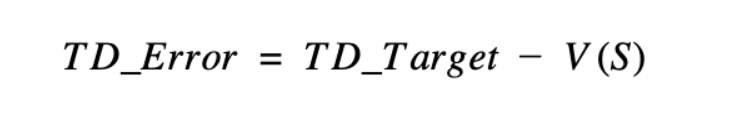 TD_Error = TD_Target − V(S)